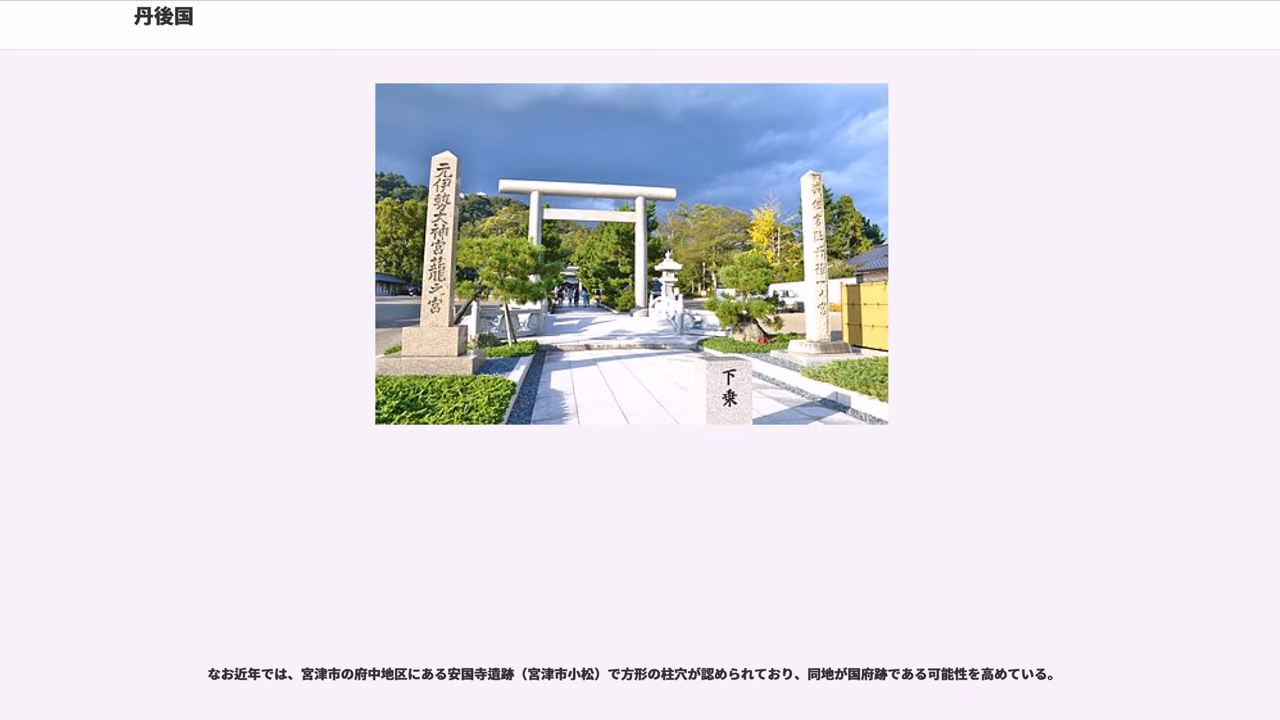 丹後国
元伊勢大神宮籠之宮
下乗
なお近年では、宮津市の府中地区にある安国寺遺跡（宮津市小松）で方形の柱穴が認められており、同地が国府跡である可能性を高めている。